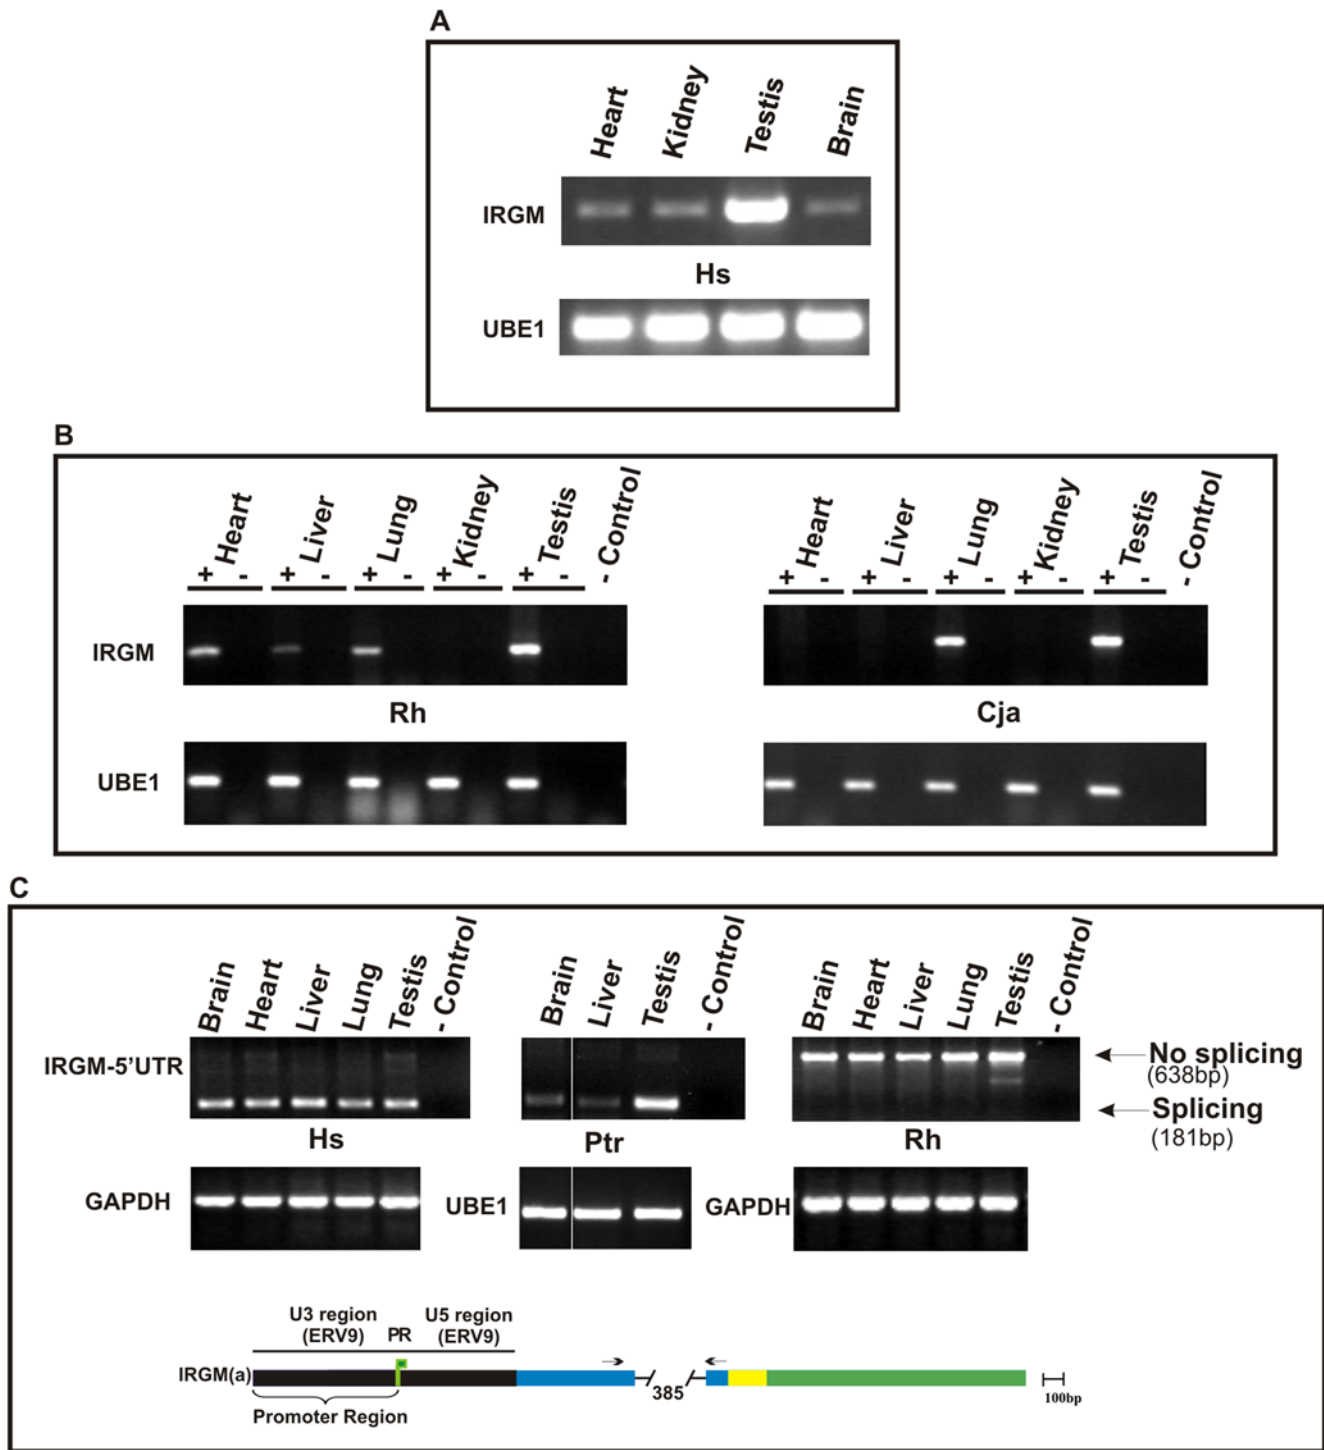 A
Heart Kidney Testis Brain
IRGM
Hs
UBE1
B
Heart Liver Lung Kidney Testis - Control
+ - + - + - + - + -
Heart Liver Lung Kidney Testis - Control
+ - + - + - + - + -
IRGM
Rh Cja
UBE1
C
Brain Heart Liver Lung Testis - Control
Brain Liver Testis - Control
Brain Heart Liver Lung Testis - Control
IRGM-5'UTR
No splicing
(638bp)
Splicing
(181bp)
Hs Ptr Rh
GAPDH UBE1 GAPDH
U3 region U5 region
(ERV9) PR (ERV9)
IRGM(a)
385
100bp
Promoter Region